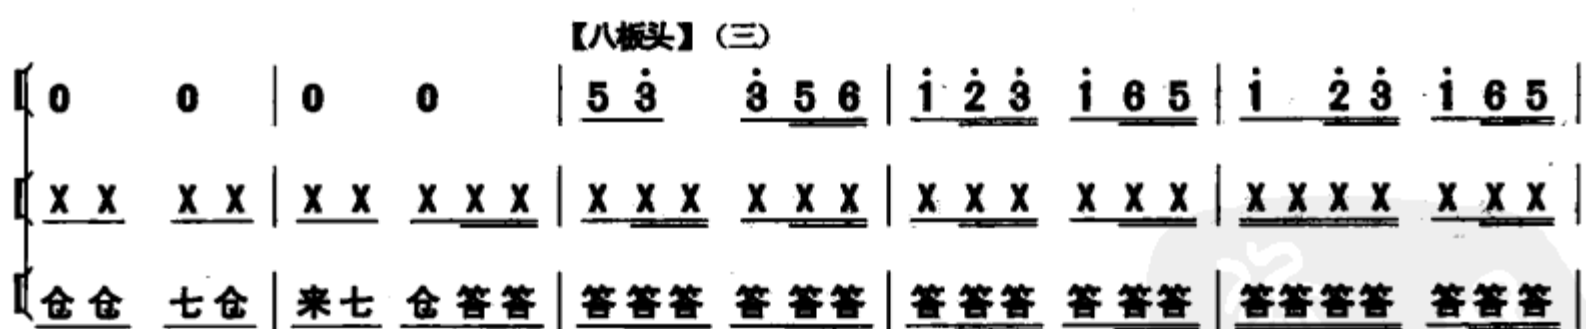 【八板头】（三）
0 0 | 0 0 | 5 3̇ 3̇ 5 6 | 1̇ 2̇ 3̇ 1̇ 6 5 | 1̇ 2̇ 3̇ 1̇ 6 5 |
X X X X | X X X X X | X X X X X X | X X X X X X | X X X X X X X |
仓 仓 七 仓 | 来 七 仓 答 答 | 答 答 答 答 答 答 | 答 答 答 答 答 答 | 答 答 答 答 答 答 答 |